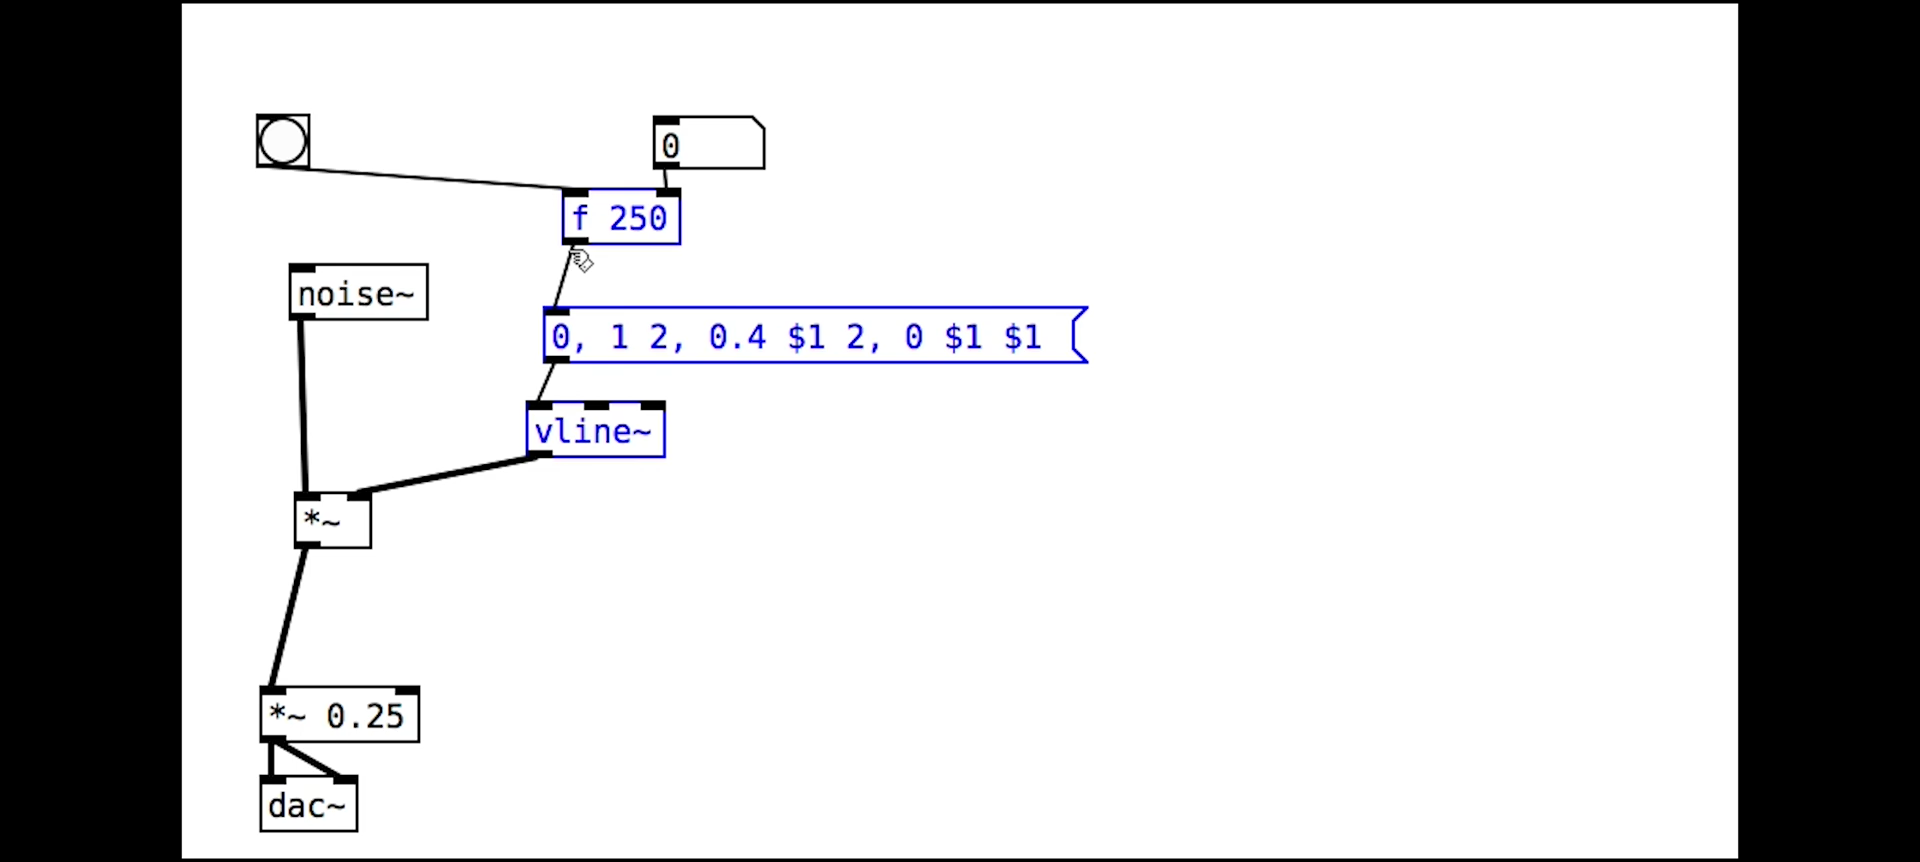 0
f 250
noise~
0, 1 2, 0.4 $1 2, 0 $1 $1
vline~
*~
*~ 0.25
dac~